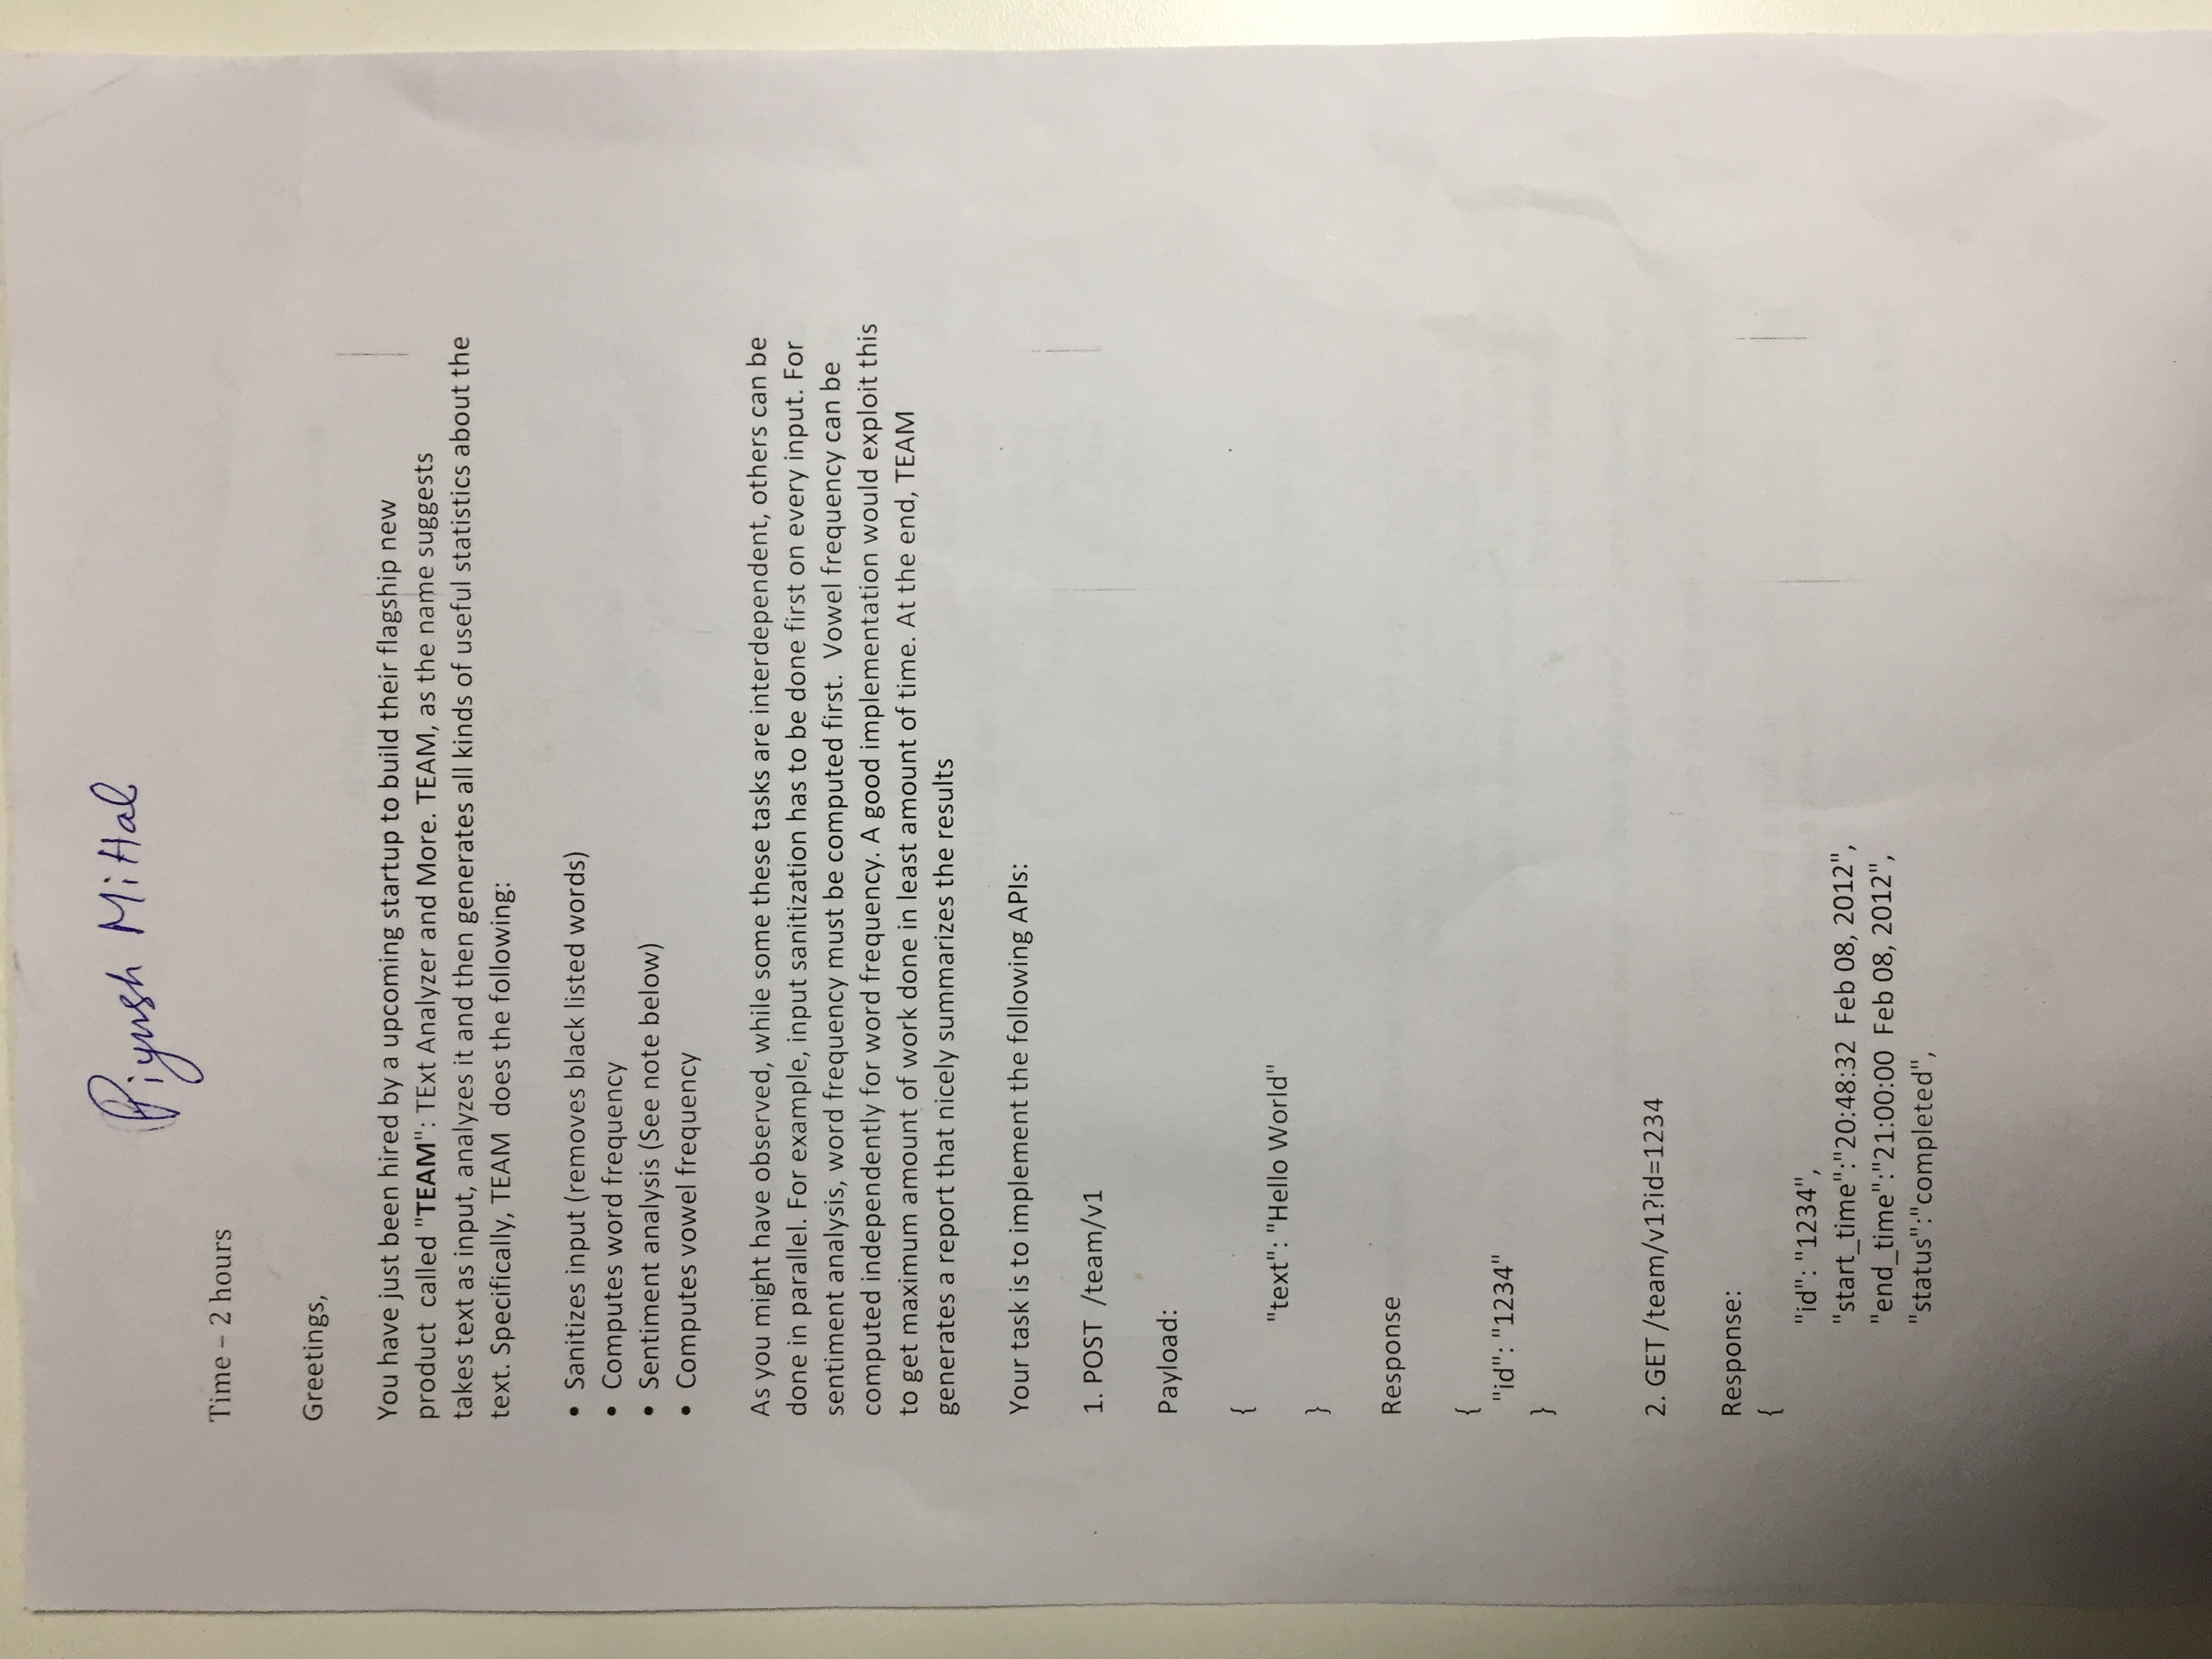 Piyush Mittal
Time – 2 hours
Greetings,
You have just been hired by a upcoming startup to build their flagship new
product called "TEAM": TExt Analyzer and More. TEAM, as the name suggests
takes text as input, analyzes it and then generates all kinds of useful statistics about the
text. Specifically, TEAM does the following:
• Sanitizes input (removes black listed words)
• Computes word frequency
• Sentiment analysis (See note below)
• Computes vowel frequency
As you might have observed, while some these tasks are interdependent, others can be
done in parallel. For example, input sanitization has to be done first on every input. For
sentiment analysis, word frequency must be computed first. Vowel frequency can be
computed independently for word frequency. A good implementation would exploit this
to get maximum amount of work done in least amount of time. At the end, TEAM
generates a report that nicely summarizes the results
Your task is to implement the following APIs:
1. POST /team/v1
Payload:
{
"text": "Hello World"
}
Response
{
"id": "1234"
}
2. GET /team/v1?id=1234
Response:
{
"id": "1234",
"start_time":"20:48:32 Feb 08, 2012",
"end_time":"21:00:00 Feb 08, 2012",
"status":"completed",